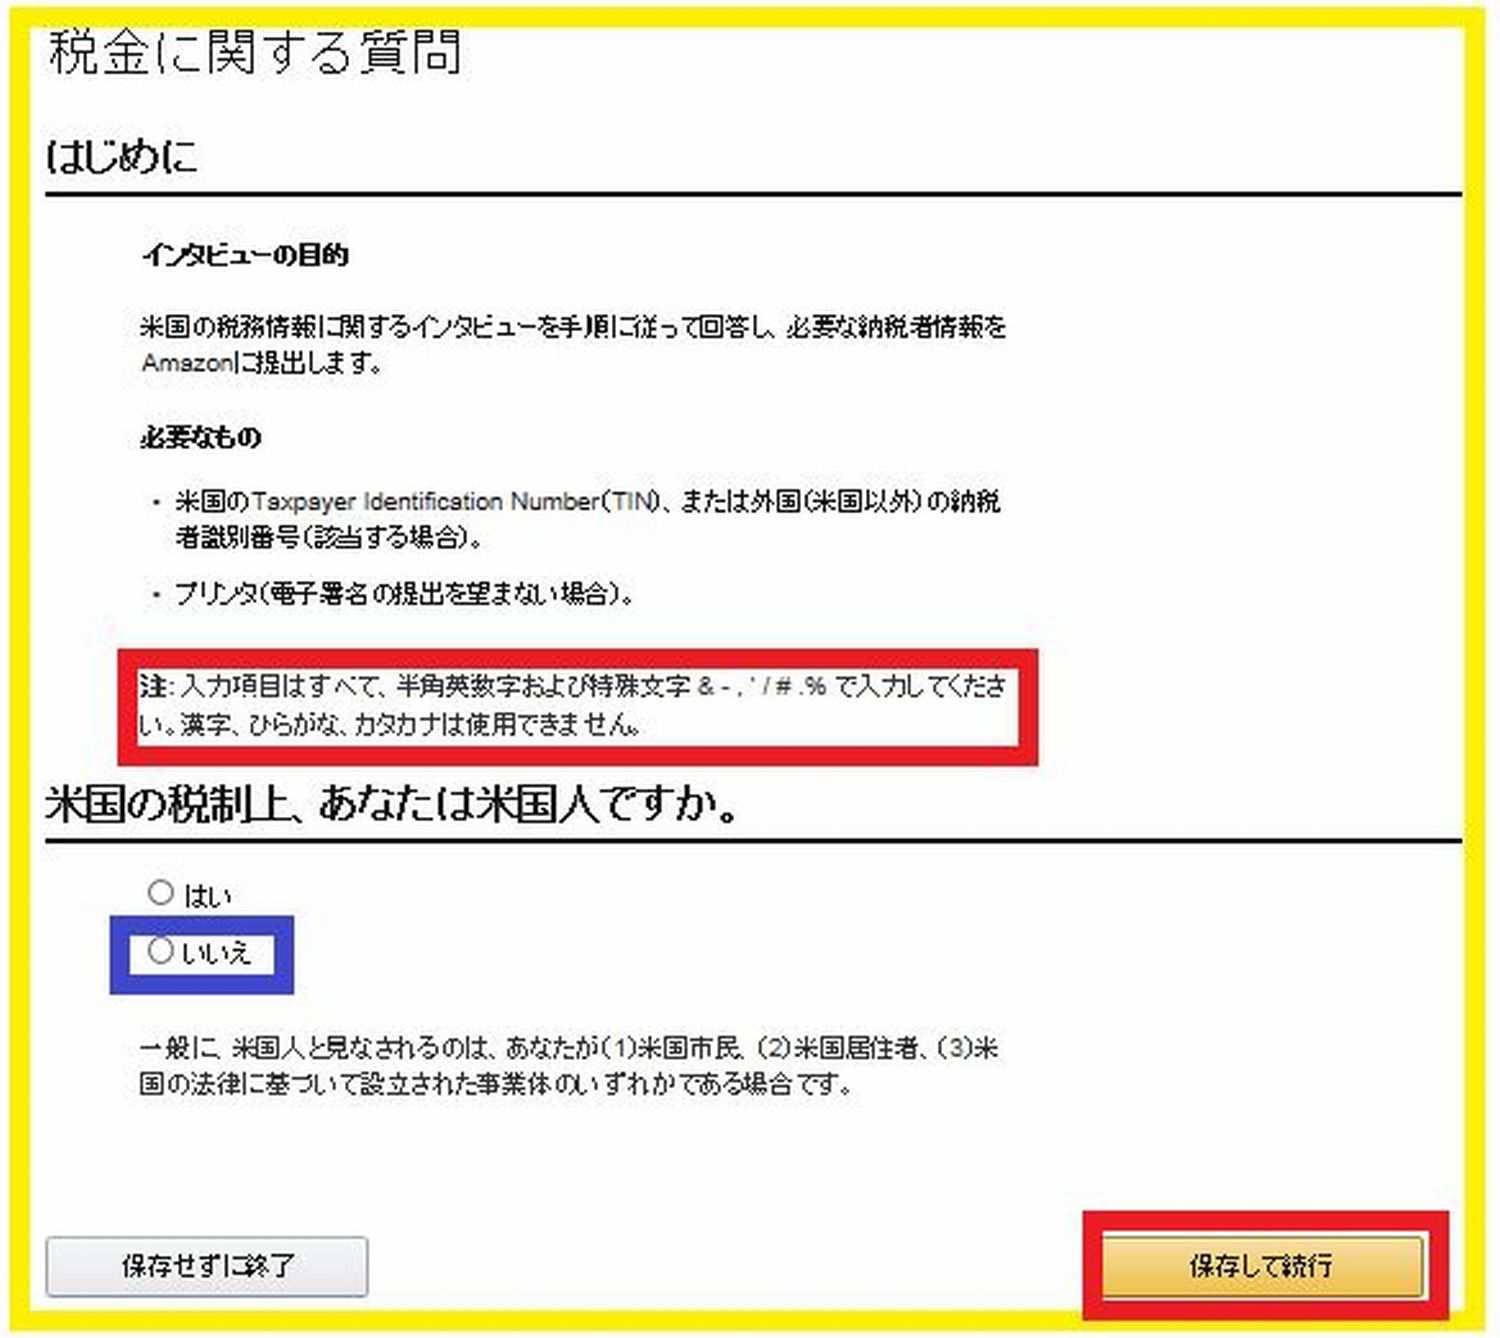 税金に関する質問
はじめに
インタビューの目的
米国の税務情報に関するインタビューを手順に従って回答し、必要な納税者情報を
Amazonに提出します。
必要なもの
・ 米国のTaxpayer Identification Number(TIN)、または外国(米国以外)の納税
者識別番号(該当する場合)。
・ プリンタ(電子署名の提出を望まない場合)。
注: 入力項目はすべて、半角英数字および特殊文字 & - , ' / # . % で入力してくださ
い。漢字、ひらがな、カタカナは使用できません。
米国の税制上、あなたは米国人ですか。
はい
いいえ
一般に、米国人と見なされるのは、あなたが(1)米国市民、(2)米国居住者、(3)米
国の法律に基づいて設立された事業体のいずれかである場合です。
保存せずに終了
保存して続行